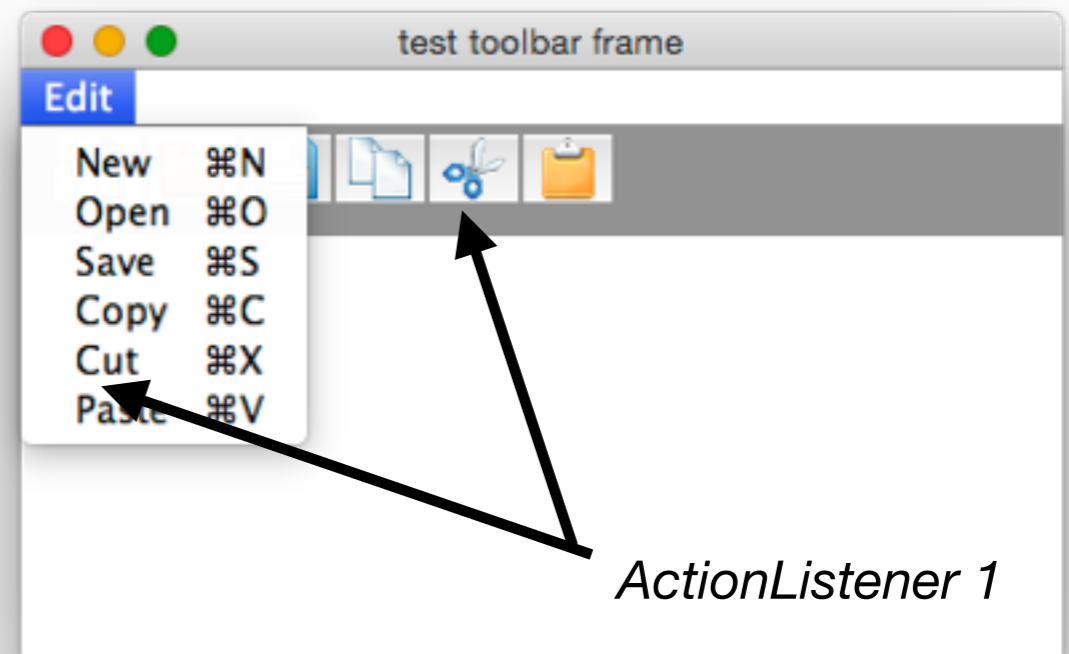 test toolbar frame
Edit
New ⌘N
Open ⌘O
Save ⌘S
Copy ⌘C
Cut ⌘X
Paste ⌘V
ActionListener 1